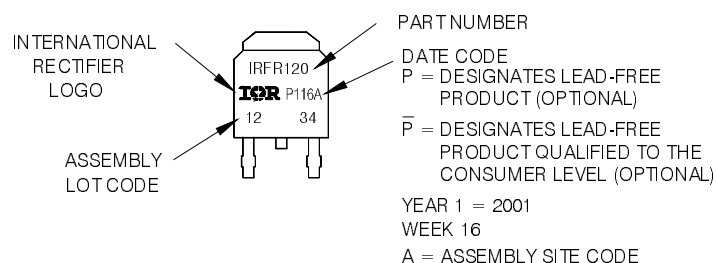 INTERNATIONAL
RECTIFIER
LOGO
ASSEMBLY
LOT CODE
IRFR120
IOR P116A
12 34
PART NUMBER
DATE CODE
P = DESIGNATES LEAD-FREE
PRODUCT (OPTIONAL)
P̅ = DESIGNATES LEAD-FREE
PRODUCT QUALIFIED TO THE
CONSUMER LEVEL (OPTIONAL)
YEAR 1 = 2001
WEEK 16
A = ASSEMBLY SITE CODE